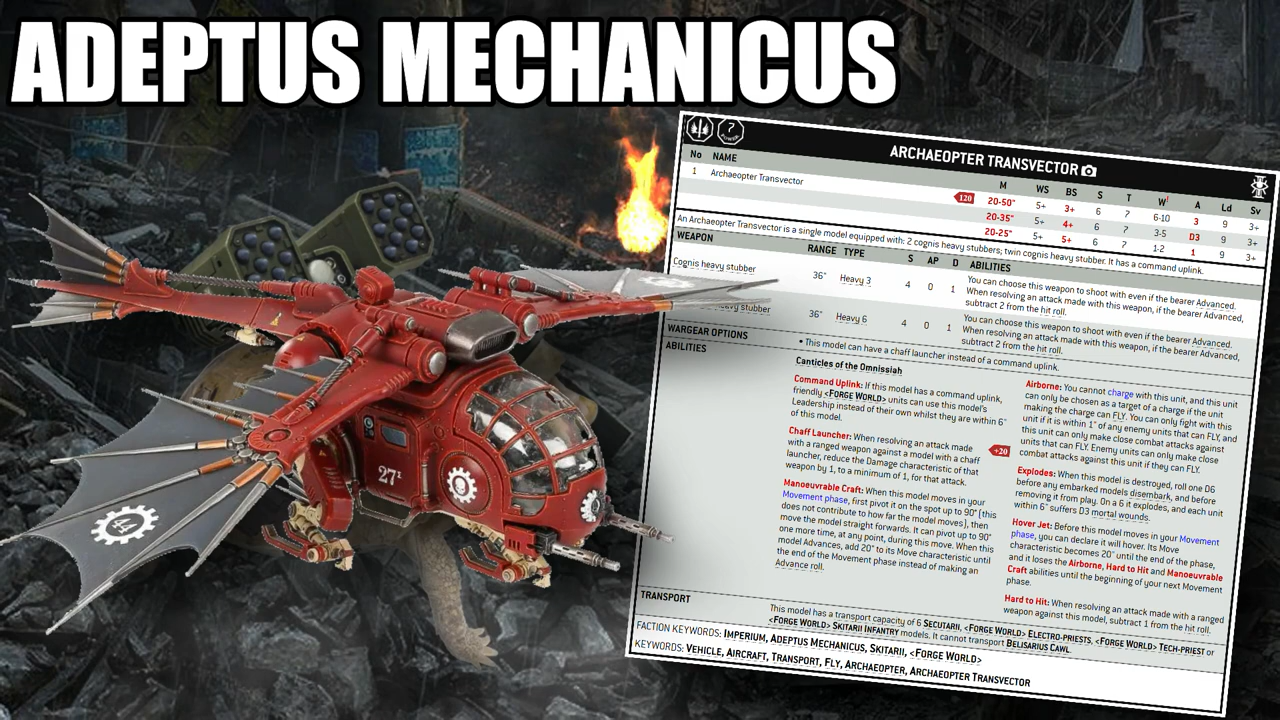 ADEPTUS MECHANICUS
7
POWER
ARCHAEOPTER TRANSVECTOR
No NAME M WS BS S T W A Ld Sv
1 Archaeopter Transvector 120 20-50" 5+ 3+ 6 7 6-10 3 9 3+
20-35" 5+ 4+ 6 7 3-5 D3 9 3+
20-25" 5+ 5+ 6 7 1-2 1 9 3+
An Archaeopter Transvector is a single model equipped with: 2 cognis heavy stubbers; twin cognis heavy stubber. It has a command uplink.
WEAPON RANGE TYPE S AP D ABILITIES
Cognis heavy stubber 36" Heavy 3 4 0 1 You can choose this weapon to shoot with even if the bearer Advanced.
When resolving an attack made with this weapon, if the bearer Advanced,
subtract 2 from the hit roll.
heavy stubber 36" Heavy 6 4 0 1 You can choose this weapon to shoot with even if the bearer Advanced.
When resolving an attack made with this weapon, if the bearer Advanced,
subtract 2 from the hit roll.
WARGEAR OPTIONS • This model can have a chaff launcher instead of a command uplink.
ABILITIES
Canticles of the Omnissiah
Command Uplink: If this model has a command uplink,
friendly <FORGE WORLD> units can use this model's
Leadership instead of their own whilst they are within 6"
of this model.
Chaff Launcher: When resolving an attack made
with a ranged weapon against a model with a chaff
launcher, reduce the Damage characteristic of that
weapon by 1, to a minimum of 1, for that attack.
+20
Manoeuvrable Craft: When this model moves in your
Movement phase, first pivot it on the spot up to 90° (this
does not contribute to how far the model moves), then
move the model straight forwards. It can pivot up to 90°
one more time, at any point, during this move. When this
model Advances, add 20" to its Move characteristic until
the end of the Movement phase instead of making an
Advance roll.
Airborne: You cannot charge with this unit, and this unit
can only be chosen as a target of a charge if the unit
making the charge can FLY. You can only fight with this
unit if it is within 1" of any enemy units that can FLY, and
this unit can only make close combat attacks against
units that can FLY. Enemy units can only make close
combat attacks against this unit if they can FLY.
Explodes: When this model is destroyed, roll one D6
before any embarked models disembark, and before
removing it from play. On a 6 it explodes, and each unit
within 6" suffers D3 mortal wounds.
Hover Jet: Before this model moves in your Movement
phase, you can declare it will hover. Its Move
characteristic becomes 20" until the end of the phase,
and it loses the Airborne, Hard to Hit and Manoeuvrable
Craft abilities until the beginning of your next Movement
phase.
Hard to Hit: When resolving an attack made with a ranged
weapon against this model, subtract 1 from the hit roll.
TRANSPORT This model has a transport capacity of 6 SECUTARII, <FORGE WORLD> ELECTRO-PRIESTS, <FORGE WORLD> TECH-PRIEST or
<FORGE WORLD> SKITARII INFANTRY models. It cannot transport BELISARIUS CAWL.
FACTION KEYWORDS: IMPERIUM, ADEPTUS MECHANICUS, SKITARII, <FORGE WORLD>
KEYWORDS: VEHICLE, AIRCRAFT, TRANSPORT, FLY, ARCHAEOPTER, ARCHAEOPTER TRANSVECTOR
27
44